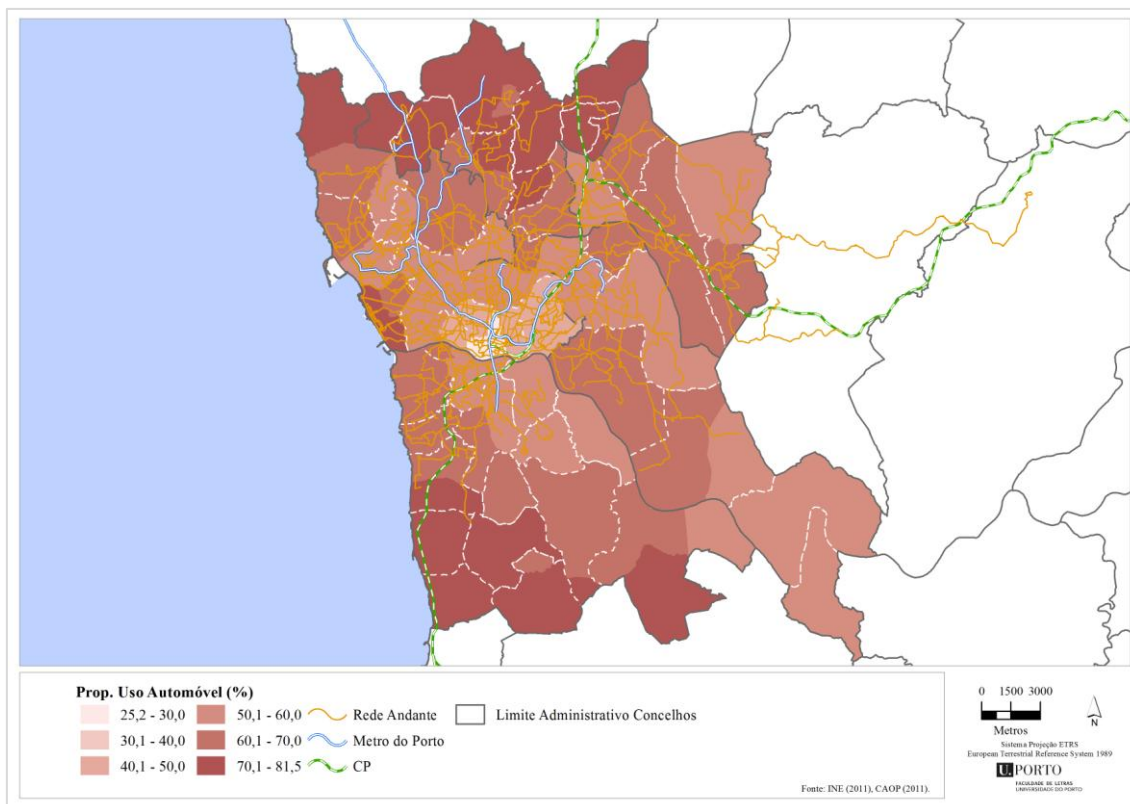 Prop. Uso Automóvel (%)
25,2 - 30,0
30,1 - 40,0
40,1 - 50,0
50,1 - 60,0
60,1 - 70,0
70,1 - 81,5
Rede Andante
Metro do Porto
CP
Limite Administrativo Concelhos
0 1500 3000
Metros
N
Sistema Projeção ETRS
European Terrestrial Reference System 1989
U. PORTO
FACULDADE DE LETRAS
UNIVERSIDADE DO PORTO
Fonte: INE (2011), CAOP (2011).